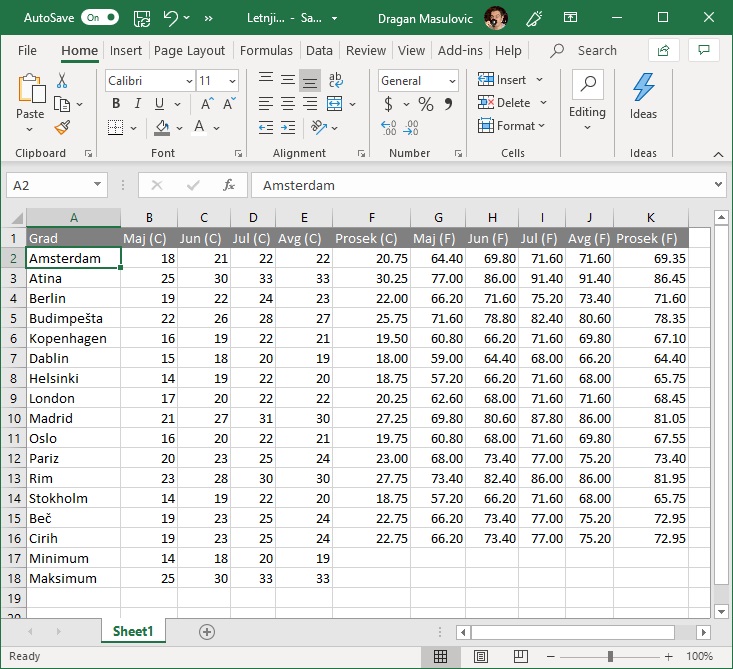 AutoSave On Letnji... - Sa... Dragan Masulovic
File Home Insert Page Layout Formulas Data Review View Add-ins Help Search
Paste
Clipboard
Calibri 11
B I U A A
A
Font
ab
Alignment
General
$ % 9
Number
Insert
Delete
Format
Cells
Editing
Ideas
Ideas
A2 fx Amsterdam
A B C D E F G H I J K
1 Grad Maj (C) Jun (C) Jul (C) Avg (C) Prosek (C) Maj (F) Jun (F) Jul (F) Avg (F) Prosek (F)
2 Amsterdam 18 21 22 22 20.75 64.40 69.80 71.60 71.60 69.35
3 Atina 25 30 33 33 30.25 77.00 86.00 91.40 91.40 86.45
4 Berlin 19 22 24 23 22.00 66.20 71.60 75.20 73.40 71.60
5 Budimpešta 22 26 28 27 25.75 71.60 78.80 82.40 80.60 78.35
6 Kopenhagen 16 19 22 21 19.50 60.80 66.20 71.60 69.80 67.10
7 Dablin 15 18 20 19 18.00 59.00 64.40 68.00 66.20 64.40
8 Helsinki 14 19 22 20 18.75 57.20 66.20 71.60 68.00 65.75
9 London 17 20 22 22 20.25 62.60 68.00 71.60 71.60 68.45
10 Madrid 21 27 31 30 27.25 69.80 80.60 87.80 86.00 81.05
11 Oslo 16 20 22 21 19.75 60.80 68.00 71.60 69.80 67.55
12 Pariz 20 23 25 24 23.00 68.00 73.40 77.00 75.20 73.40
13 Rim 23 28 30 30 27.75 73.40 82.40 86.00 86.00 81.95
14 Stokholm 14 19 22 20 18.75 57.20 66.20 71.60 68.00 65.75
15 Beč 19 23 25 24 22.75 66.20 73.40 77.00 75.20 72.95
16 Cirih 19 23 25 24 22.75 66.20 73.40 77.00 75.20 72.95
17 Minimum 14 18 20 19
18 Maksimum 25 30 33 33
19
20
Sheet1
Ready 100%